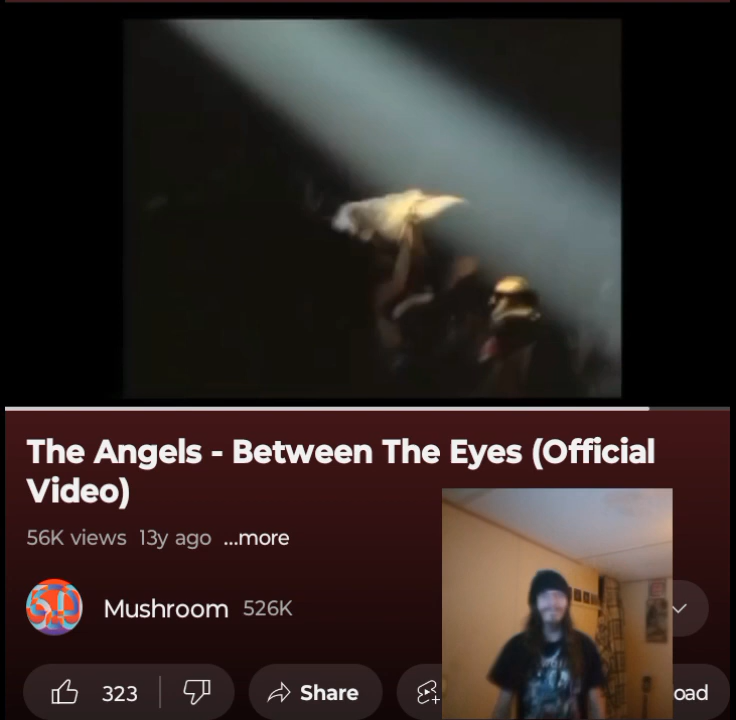 The Angels - Between The Eyes (Official
Video)
56K views 13y ago ...more
Mushroom 526K
323
Share
oad